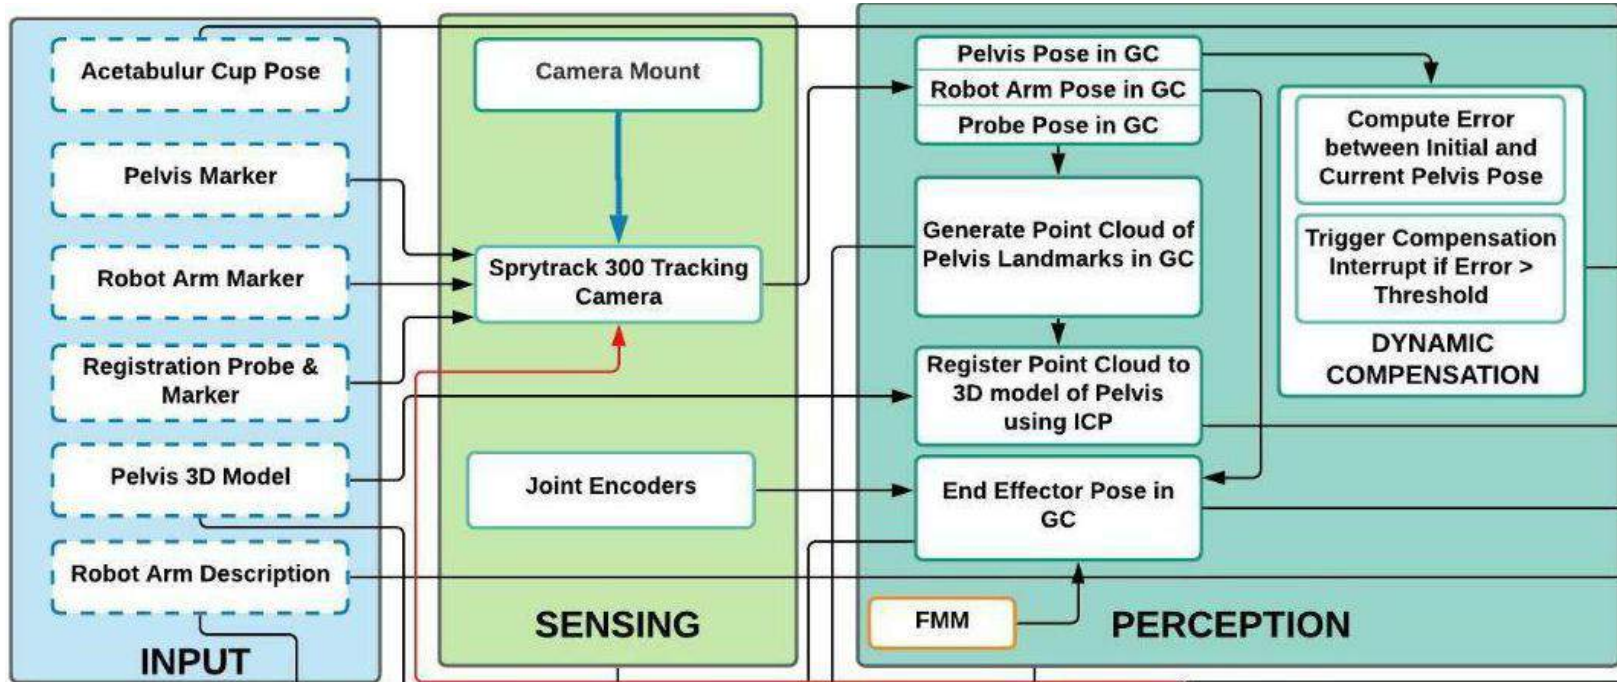 Acetabulur Cup Pose
Pelvis Marker
Robot Arm Marker
Registration Probe &
Marker
Pelvis 3D Model
Robot Arm Description
INPUT
Camera Mount
Sprytrack 300 Tracking
Camera
Joint Encoders
SENSING
Pelvis Pose in GC
Robot Arm Pose in GC
Probe Pose in GC
Generate Point Cloud of
Pelvis Landmarks in GC
Register Point Cloud to
3D model of Pelvis
using ICP
End Effector Pose in
GC
FMM
Compute Error
between Initial and
Current Pelvis Pose
Trigger Compensation
Interrupt if Error >
Threshold
DYNAMIC
COMPENSATION
PERCEPTION